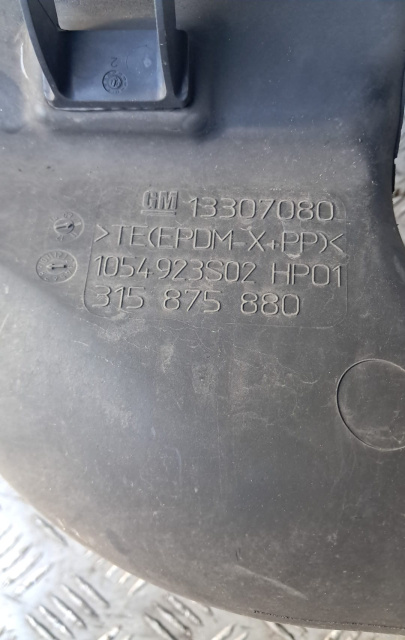 GM 13307080
>TE(EPDM-X+PP)<
1054923S02 HP01
315 875 880